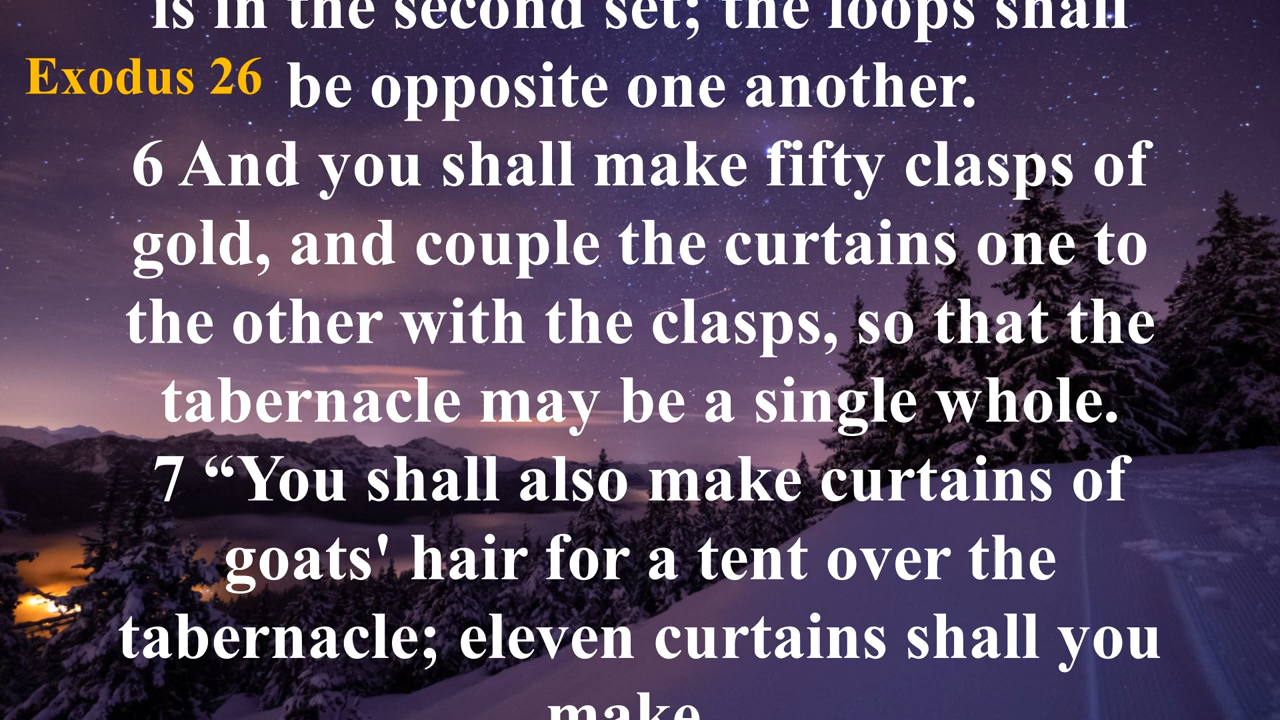 is in the second set; the loops shall
Exodus 26
be opposite one another.
6 And you shall make fifty clasps of
gold, and couple the curtains one to
the other with the clasps, so that the
tabernacle may be a single whole.
7 “You shall also make curtains of
goats' hair for a tent over the
tabernacle; eleven curtains shall you
make.